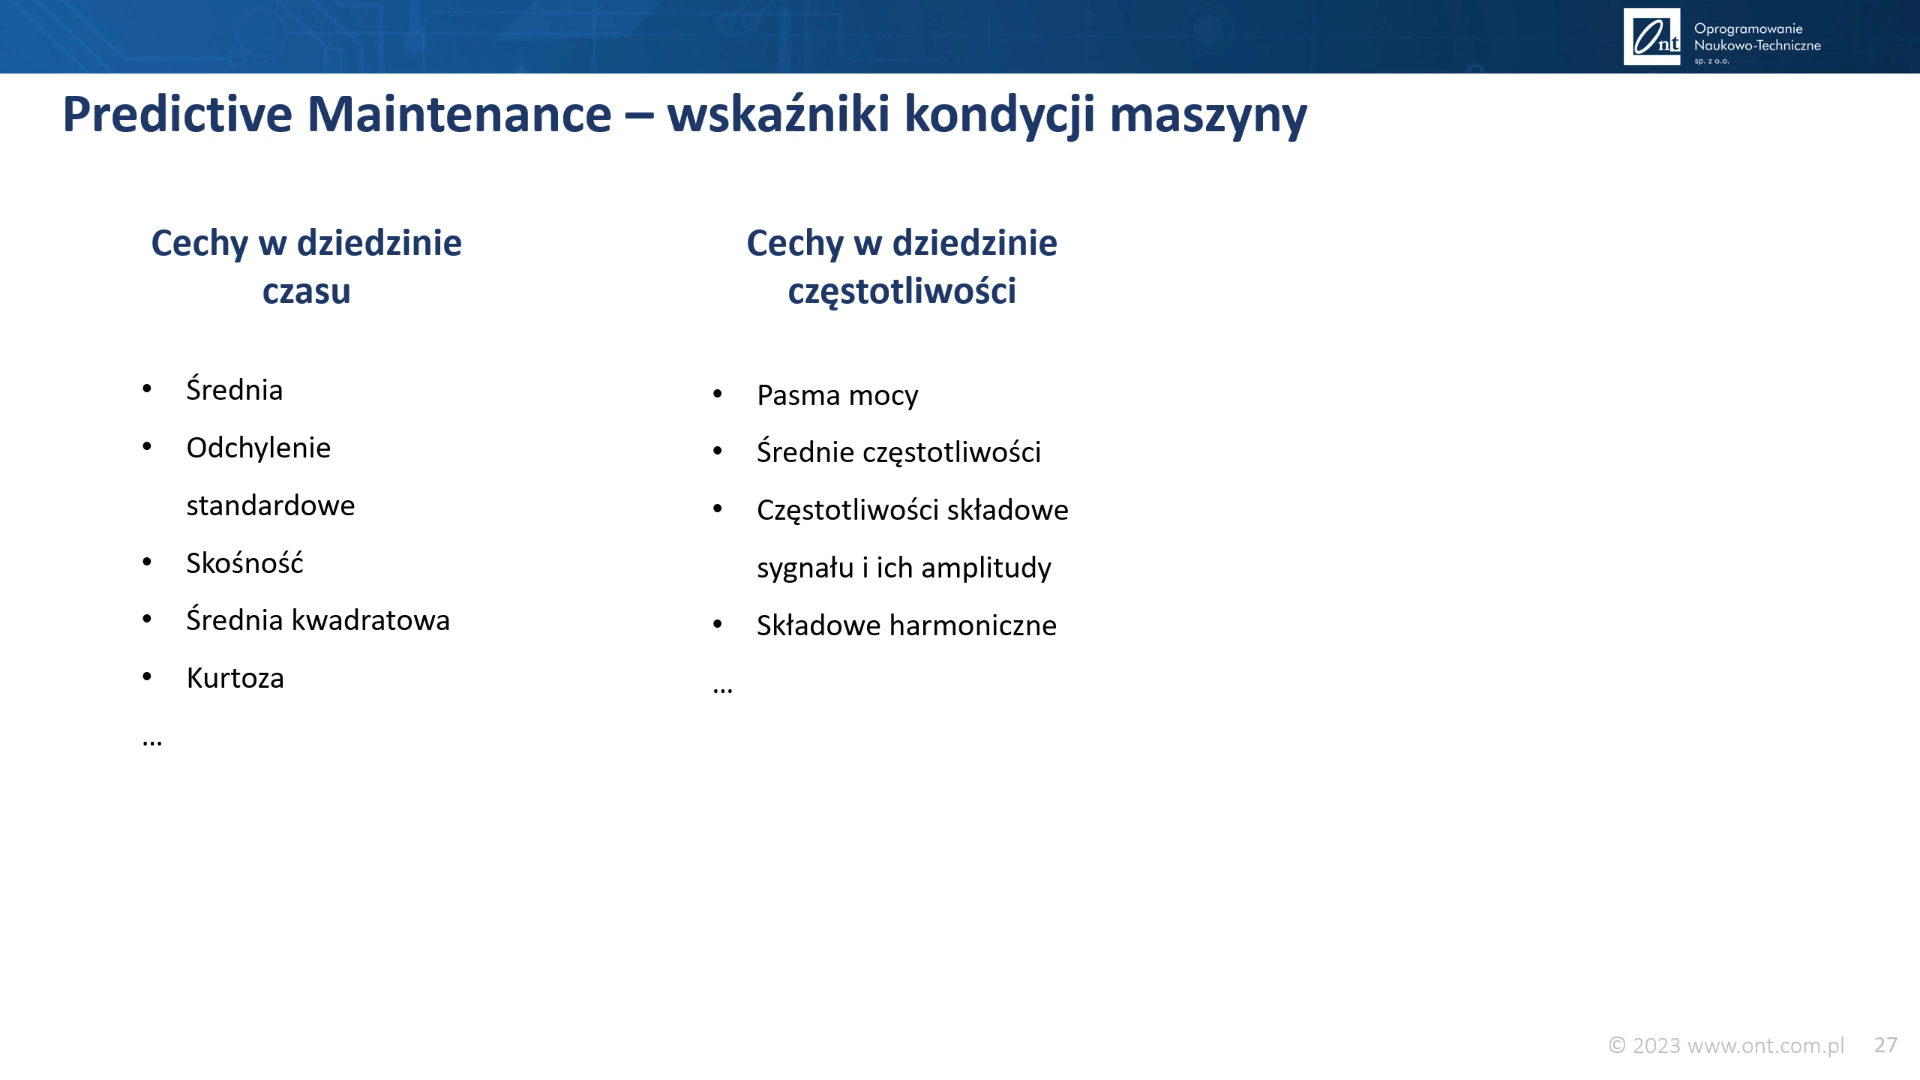 Ont
Oprogramowanie
Naukowo-Techniczne
sp. z o.o.
Predictive Maintenance – wskaźniki kondycji maszyny
Cechy w dziedzinie
czasu
• Średnia
• Odchylenie
standardowe
• Skośność
• Średnia kwadratowa
• Kurtoza
...
Cechy w dziedzinie
częstotliwości
• Pasma mocy
• Średnie częstotliwości
• Częstotliwości składowe
sygnału i ich amplitudy
• Składowe harmoniczne
...
© 2023 www.ont.com.pl 27